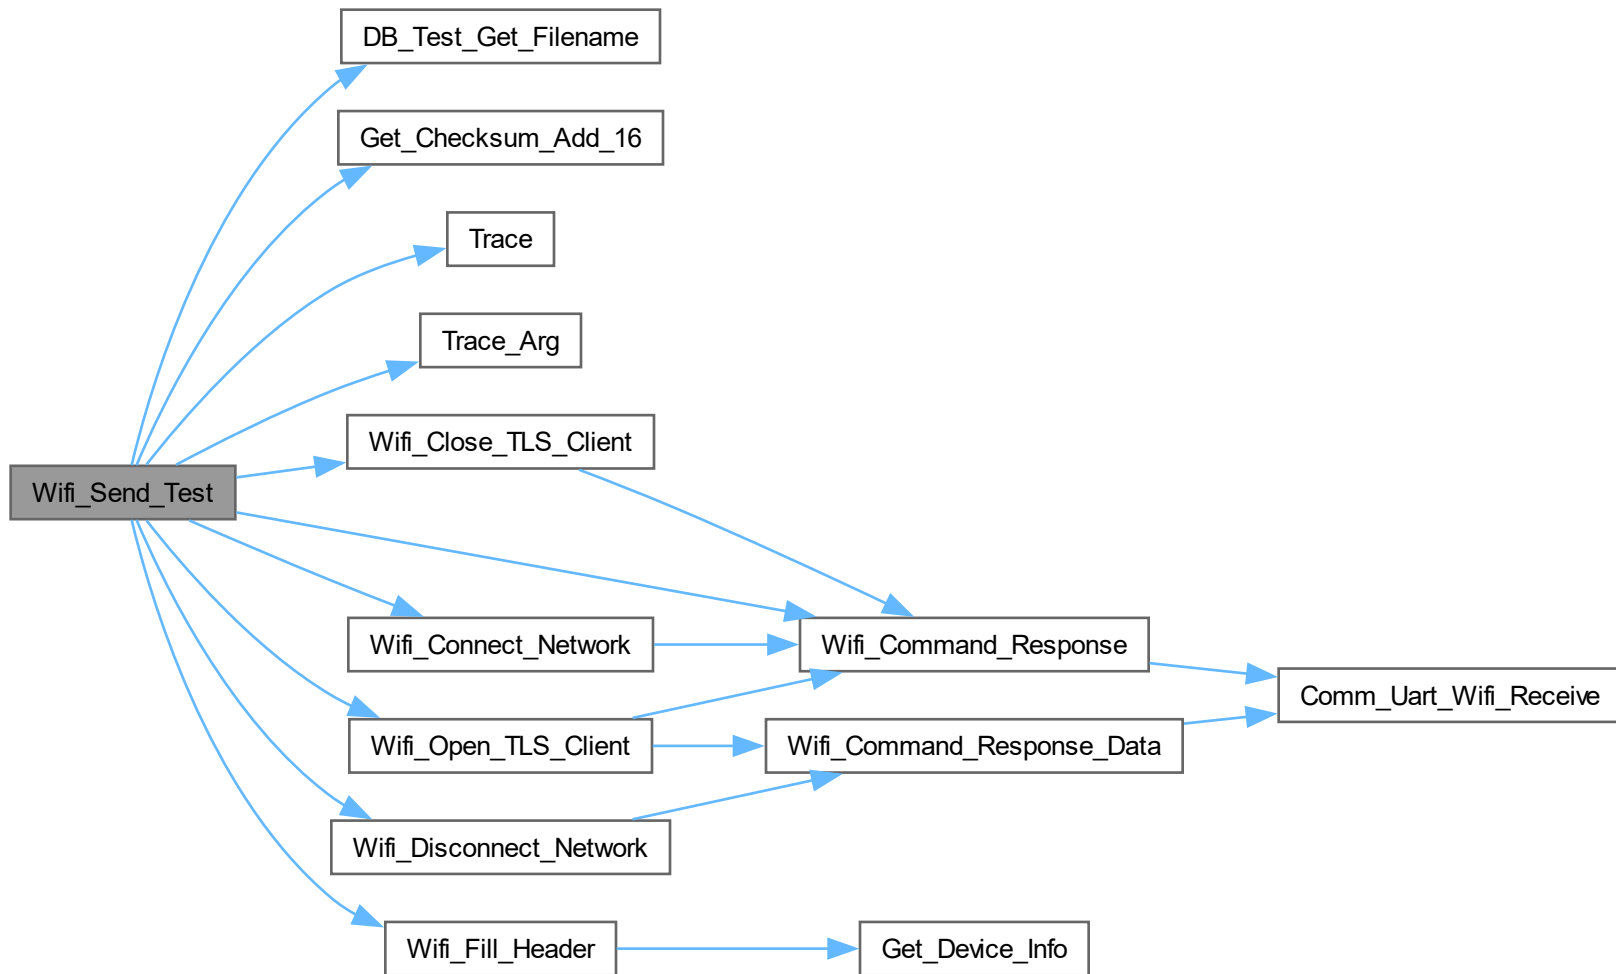 DB_Test_Get_Filename
Get_Checksum_Add_16
Trace
Trace_Arg
Wifi_Close_TLS_Client
Wifi_Send_Test
Wifi_Connect_Network
Wifi_Command_Response
Comm_Uart_Wifi_Receive
Wifi_Open_TLS_Client
Wifi_Command_Response_Data
Wifi_Disconnect_Network
Wifi_Fill_Header
Get_Device_Info